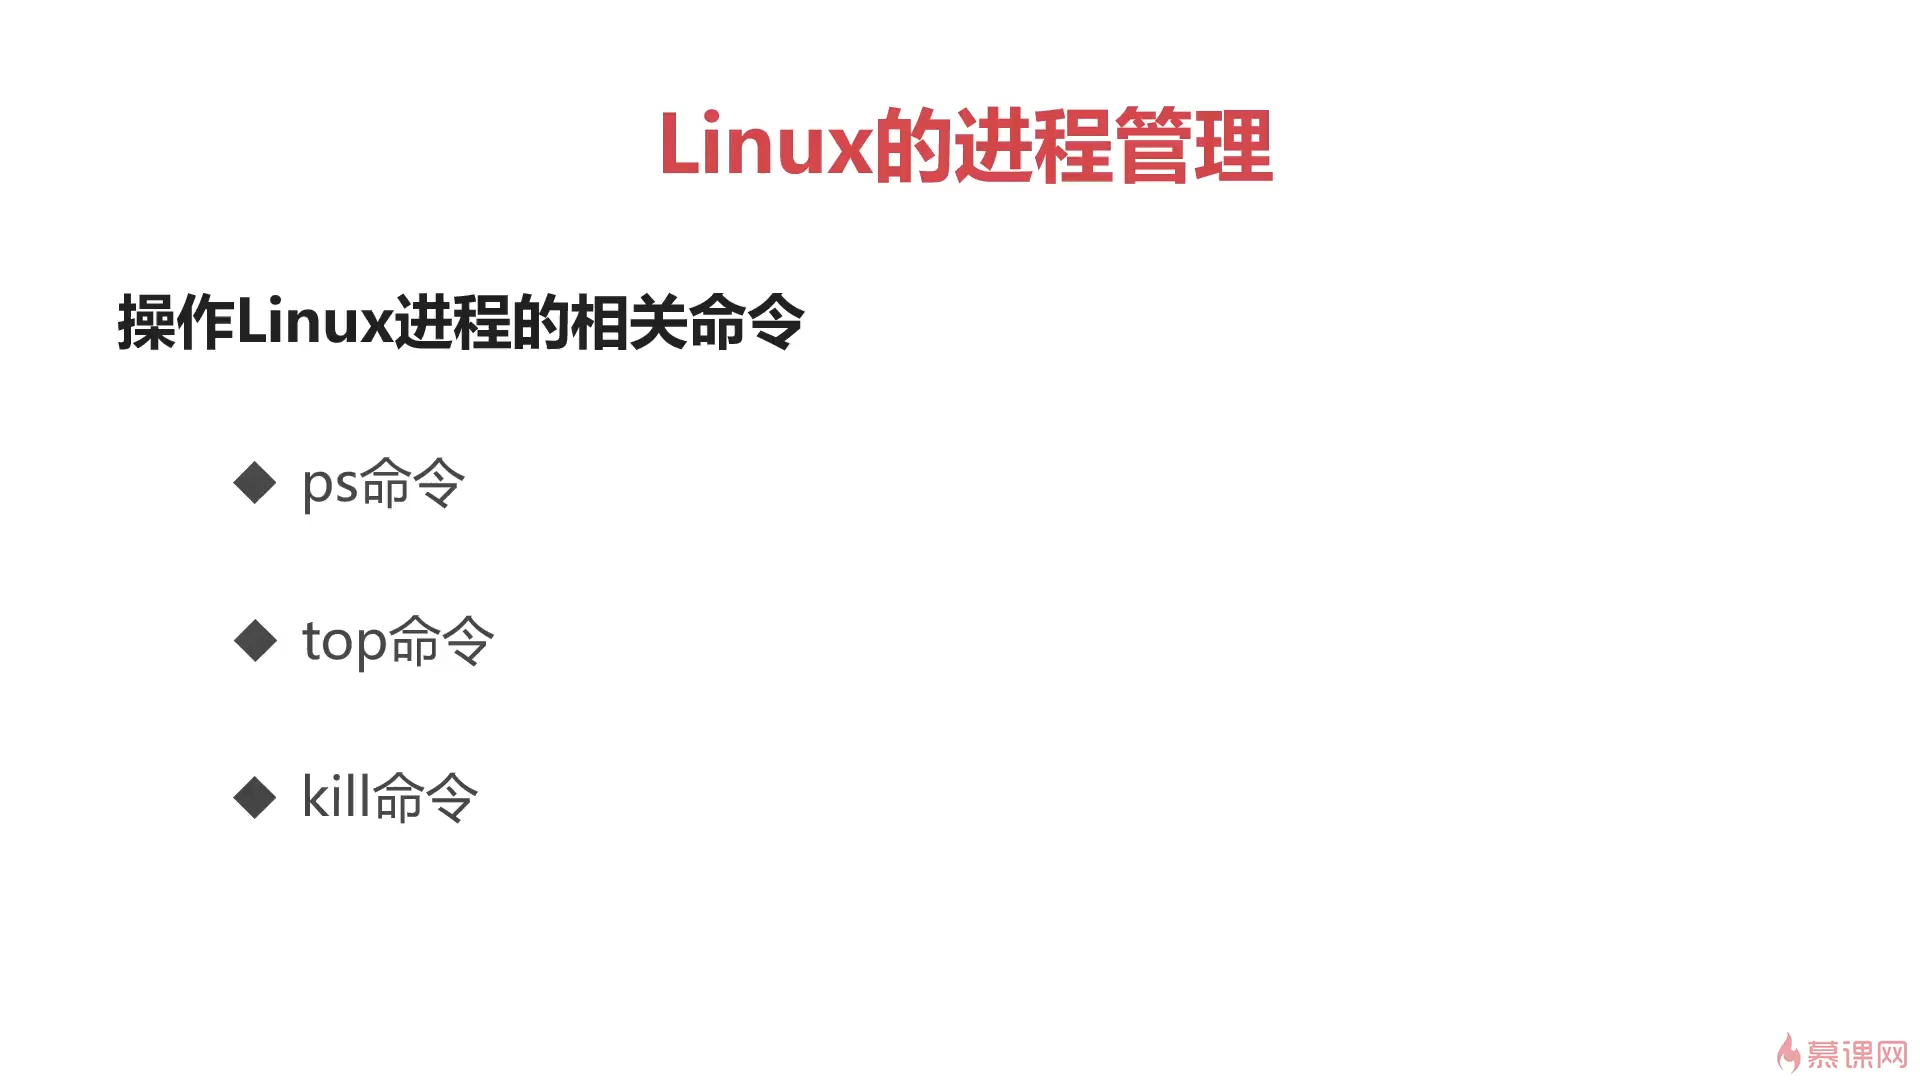 Linux的进程管理
操作Linux进程的相关命令
◆ ps命令
◆ top命令
◆ kill命令
慕课网